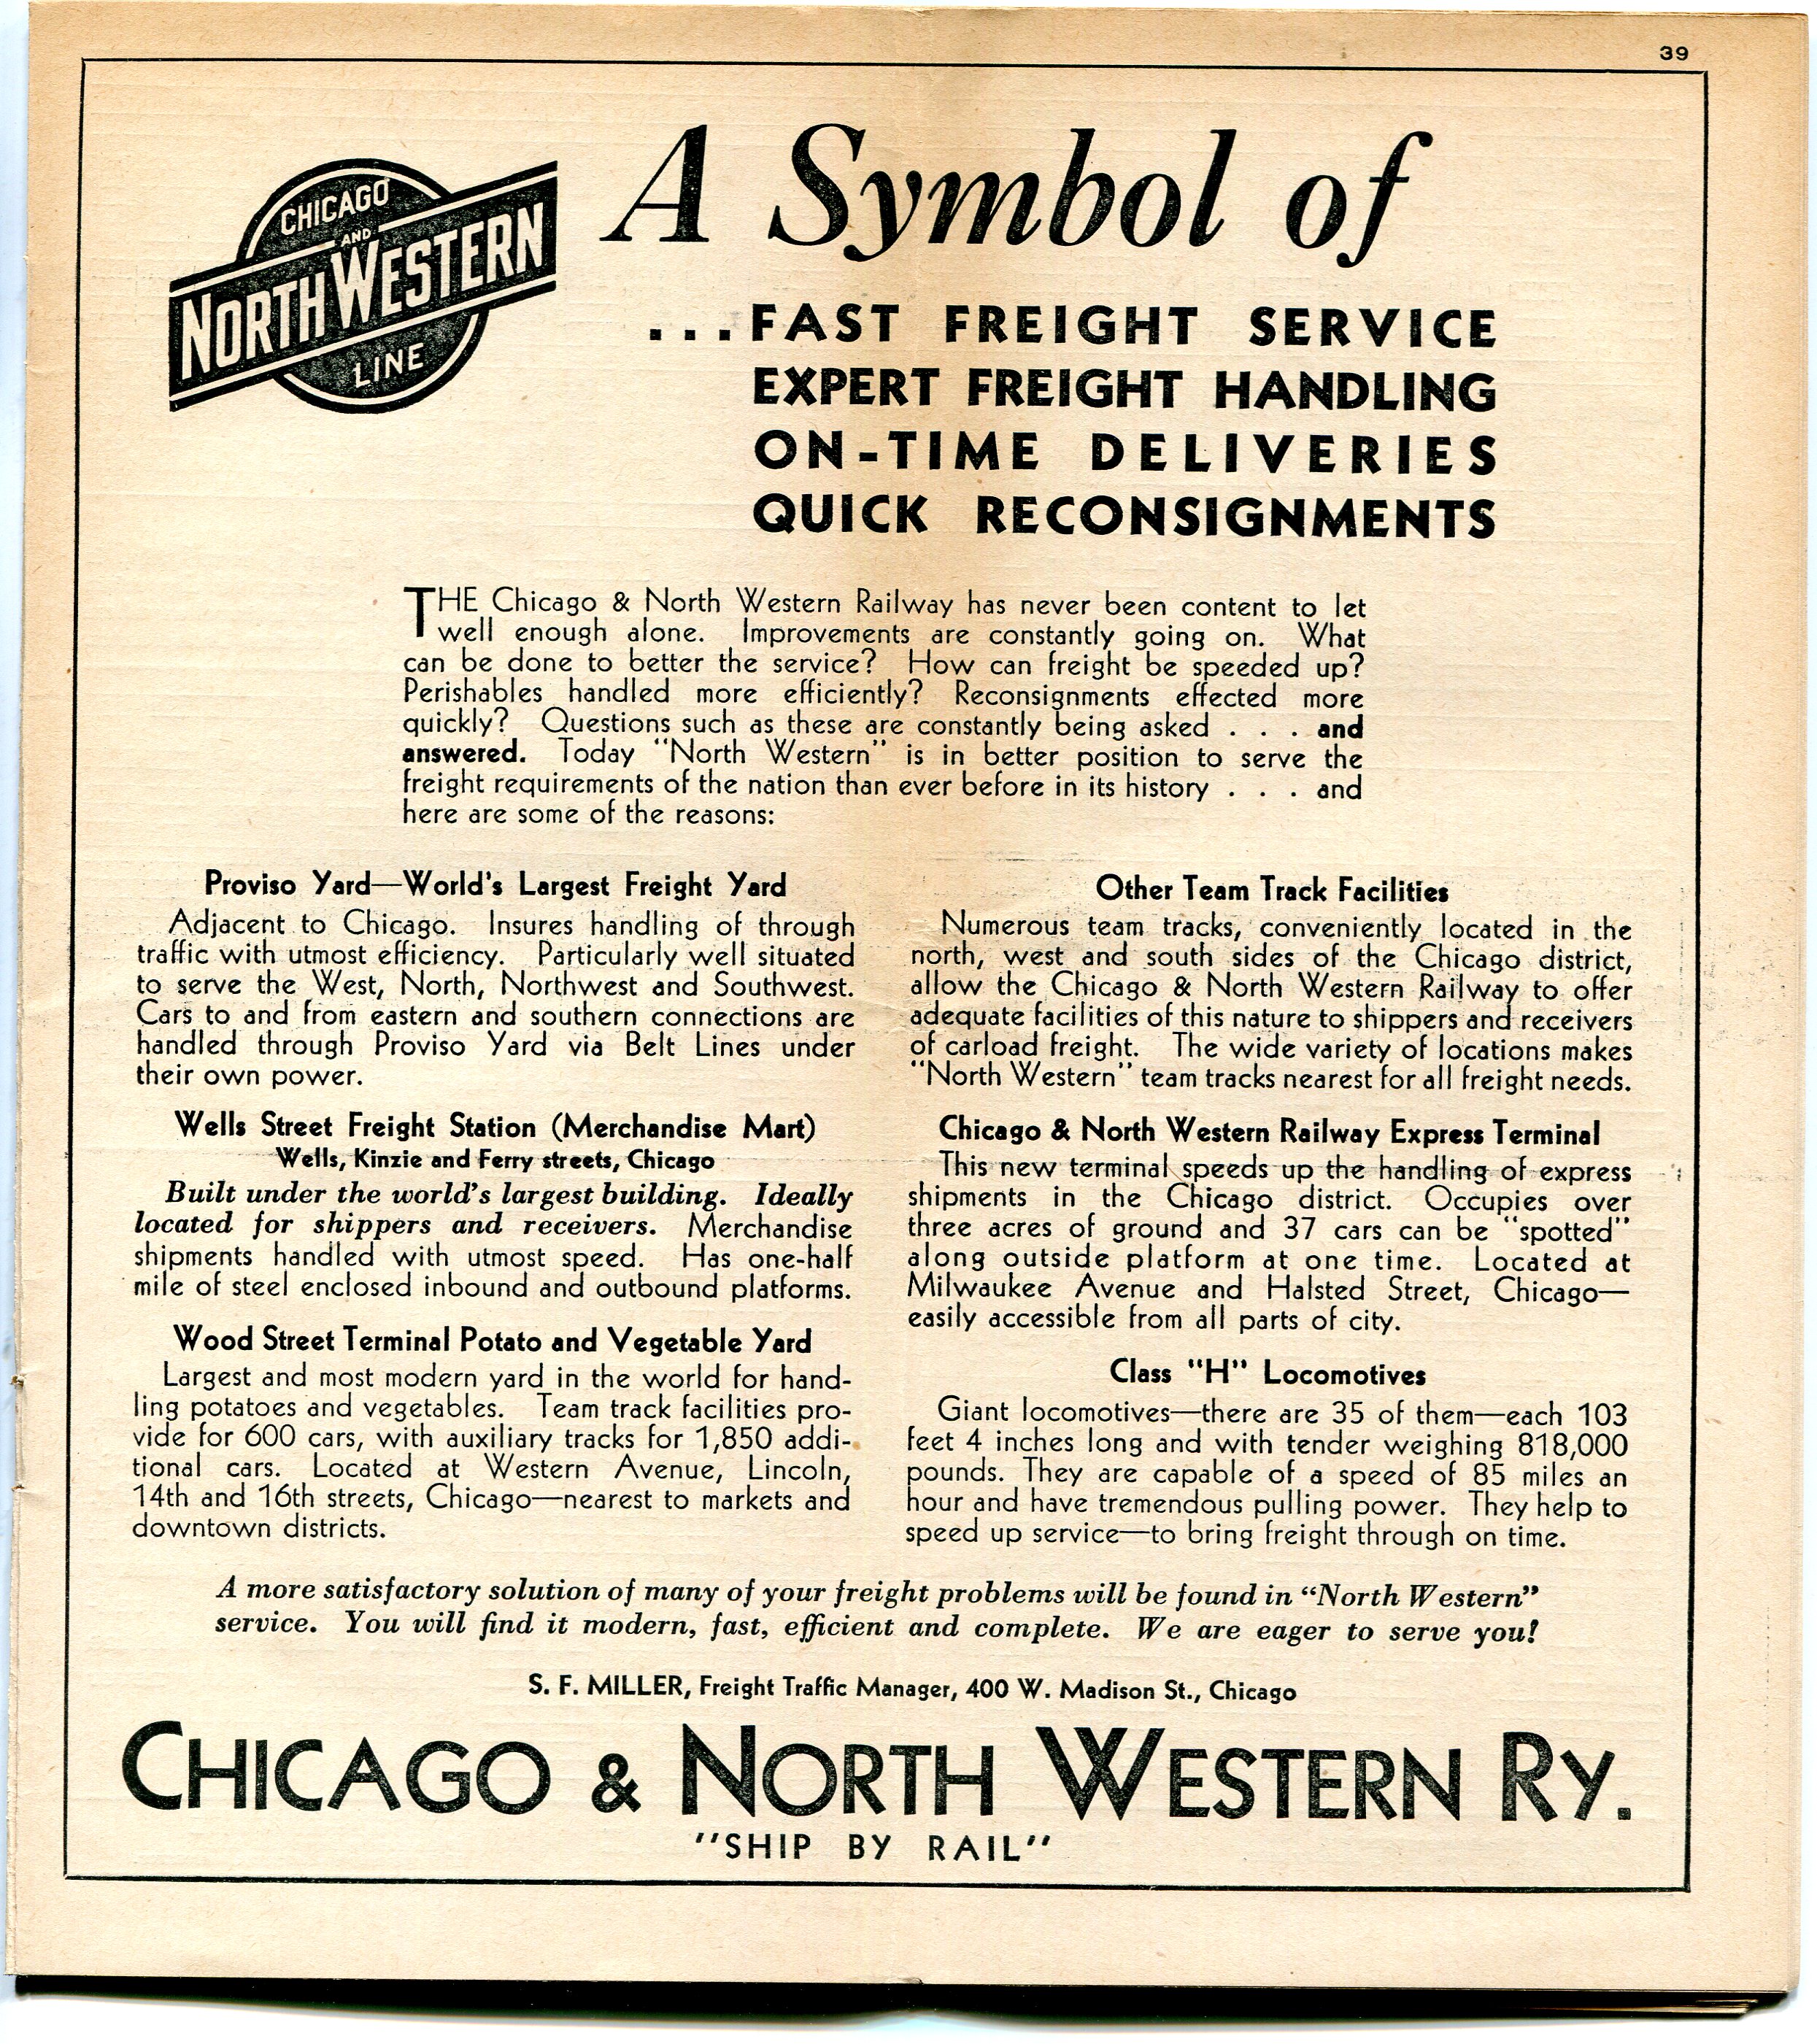 39
CHICAGO
AND
NORTH WESTERN
LINE
A Symbol of
...FAST FREIGHT SERVICE
EXPERT FREIGHT HANDLING
ON-TIME DELIVERIES
QUICK RECONSIGNMENTS
THE Chicago & North Western Railway has never been content to let
well enough alone. Improvements are constantly going on. What
can be done to better the service? How can freight be speeded up?
Perishables handled more efficiently? Reconsignments effected more
quickly? Questions such as these are constantly being asked . . . and
answered. Today "North Western" is in better position to serve the
freight requirements of the nation than ever before in its history . . . and
here are some of the reasons:
Proviso Yard—World's Largest Freight Yard
Adjacent to Chicago. Insures handling of through
traffic with utmost efficiency. Particularly well situated
to serve the West, North, Northwest and Southwest.
Cars to and from eastern and southern connections are
handled through Proviso Yard via Belt Lines under
their own power.
Wells Street Freight Station (Merchandise Mart)
Wells, Kinzie and Ferry streets, Chicago
Built under the world's largest building. Ideally
located for shippers and receivers. Merchandise
shipments handled with utmost speed. Has one-half
mile of steel enclosed inbound and outbound platforms.
Wood Street Terminal Potato and Vegetable Yard
Largest and most modern yard in the world for hand-
ling potatoes and vegetables. Team track facilities pro-
vide for 600 cars, with auxiliary tracks for 1,850 addi-
tional cars. Located at Western Avenue, Lincoln,
14th and 16th streets, Chicago—nearest to markets and
downtown districts.
Other Team Track Facilities
Numerous team tracks, conveniently located in the
north, west and south sides of the Chicago district,
allow the Chicago & North Western Railway to offer
adequate facilities of this nature to shippers and receivers
of carload freight. The wide variety of locations makes
"North Western" team tracks nearest for all freight needs.
Chicago & North Western Railway Express Terminal
This new terminal speeds up the handling of express
shipments in the Chicago district. Occupies over
three acres of ground and 37 cars can be "spotted"
along outside platform at one time. Located at
Milwaukee Avenue and Halsted Street, Chicago—
easily accessible from all parts of city.
Class "H" Locomotives
Giant locomotives—there are 35 of them—each 103
feet 4 inches long and with tender weighing 818,000
pounds. They are capable of a speed of 85 miles an
hour and have tremendous pulling power. They help to
speed up service—to bring freight through on time.
A more satisfactory solution of many of your freight problems will be found in "North Western"
service. You will find it modern, fast, efficient and complete. We are eager to serve you!
S. F. MILLER, Freight Traffic Manager, 400 W. Madison St., Chicago
CHICAGO & NORTH WESTERN RY.
"SHIP BY RAIL"